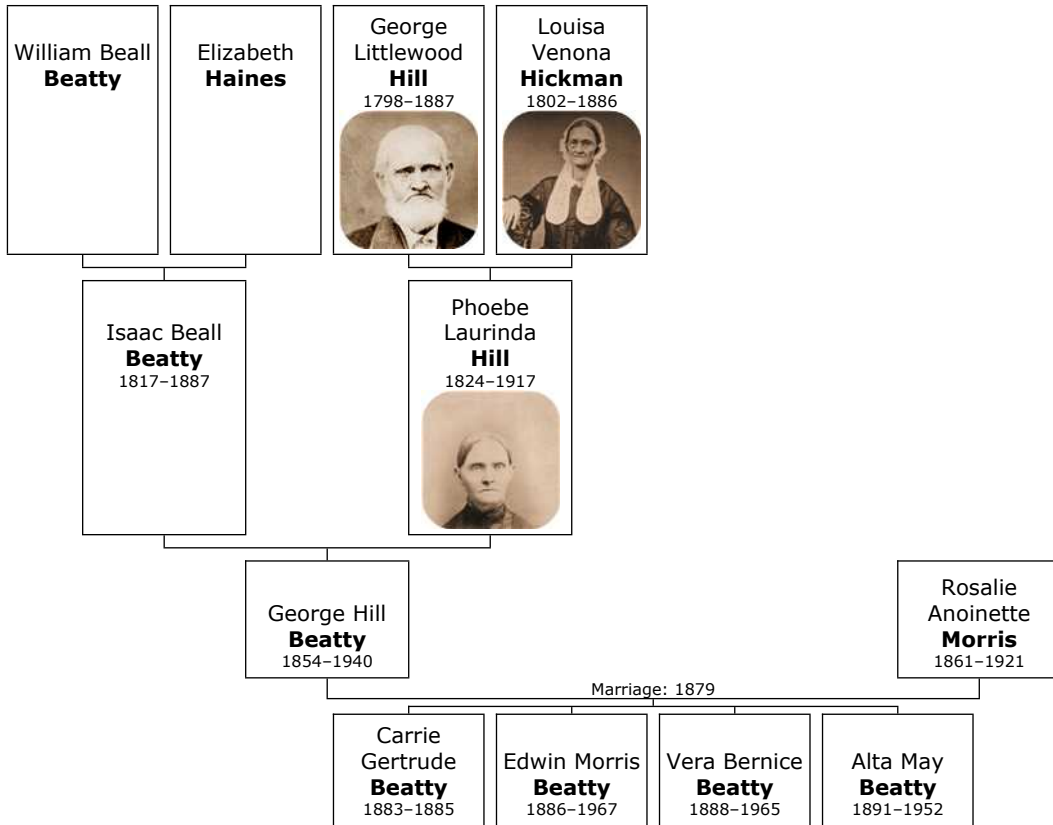 William Beall
Beatty
Elizabeth
Haines
George
Littlewood
Hill
1798–1887
Louisa
Venona
Hickman
1802–1886
Isaac Beall
Beatty
1817–1887
Phoebe
Laurinda
Hill
1824–1917
George Hill
Beatty
1854–1940
Rosalie
Anoinette
Morris
1861–1921
Marriage: 1879
Carrie
Gertrude
Beatty
1883–1885
Edwin Morris
Beatty
1886–1967
Vera Bernice
Beatty
1888–1965
Alta May
Beatty
1891–1952